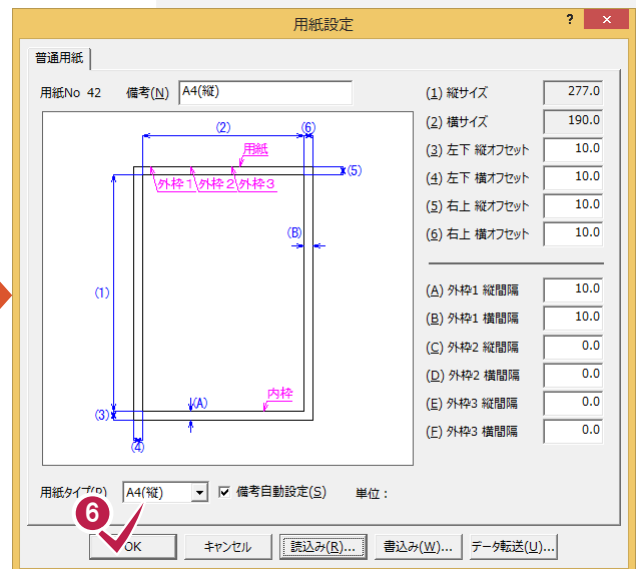 用紙設定
? ×
普通用紙
用紙No 42 備考(N) A4(縦)
(1) 縦サイズ 277.0
(2) 横サイズ 190.0
(3) 左下 縦オフセット 10.0
(4) 左下 横オフセット 10.0
(5) 右上 縦オフセット 10.0
(6) 右上 横オフセット 10.0
(A) 外枠1 縦間隔 10.0
(B) 外枠1 横間隔 10.0
(C) 外枠2 縦間隔 0.0
(D) 外枠2 横間隔 0.0
(E) 外枠3 縦間隔 0.0
(F) 外枠3 横間隔 0.0
(2) (6)
用紙
(5)
外枠1 外枠2 外枠3
(B)
(1)
内枠
(A)
(3)
(4)
用紙タイプ(P) A4(縦) 備考自動設定(S) 単位 :
6
OK キャンセル 読込み(R)... 書込み(W)... データ転送(U)...